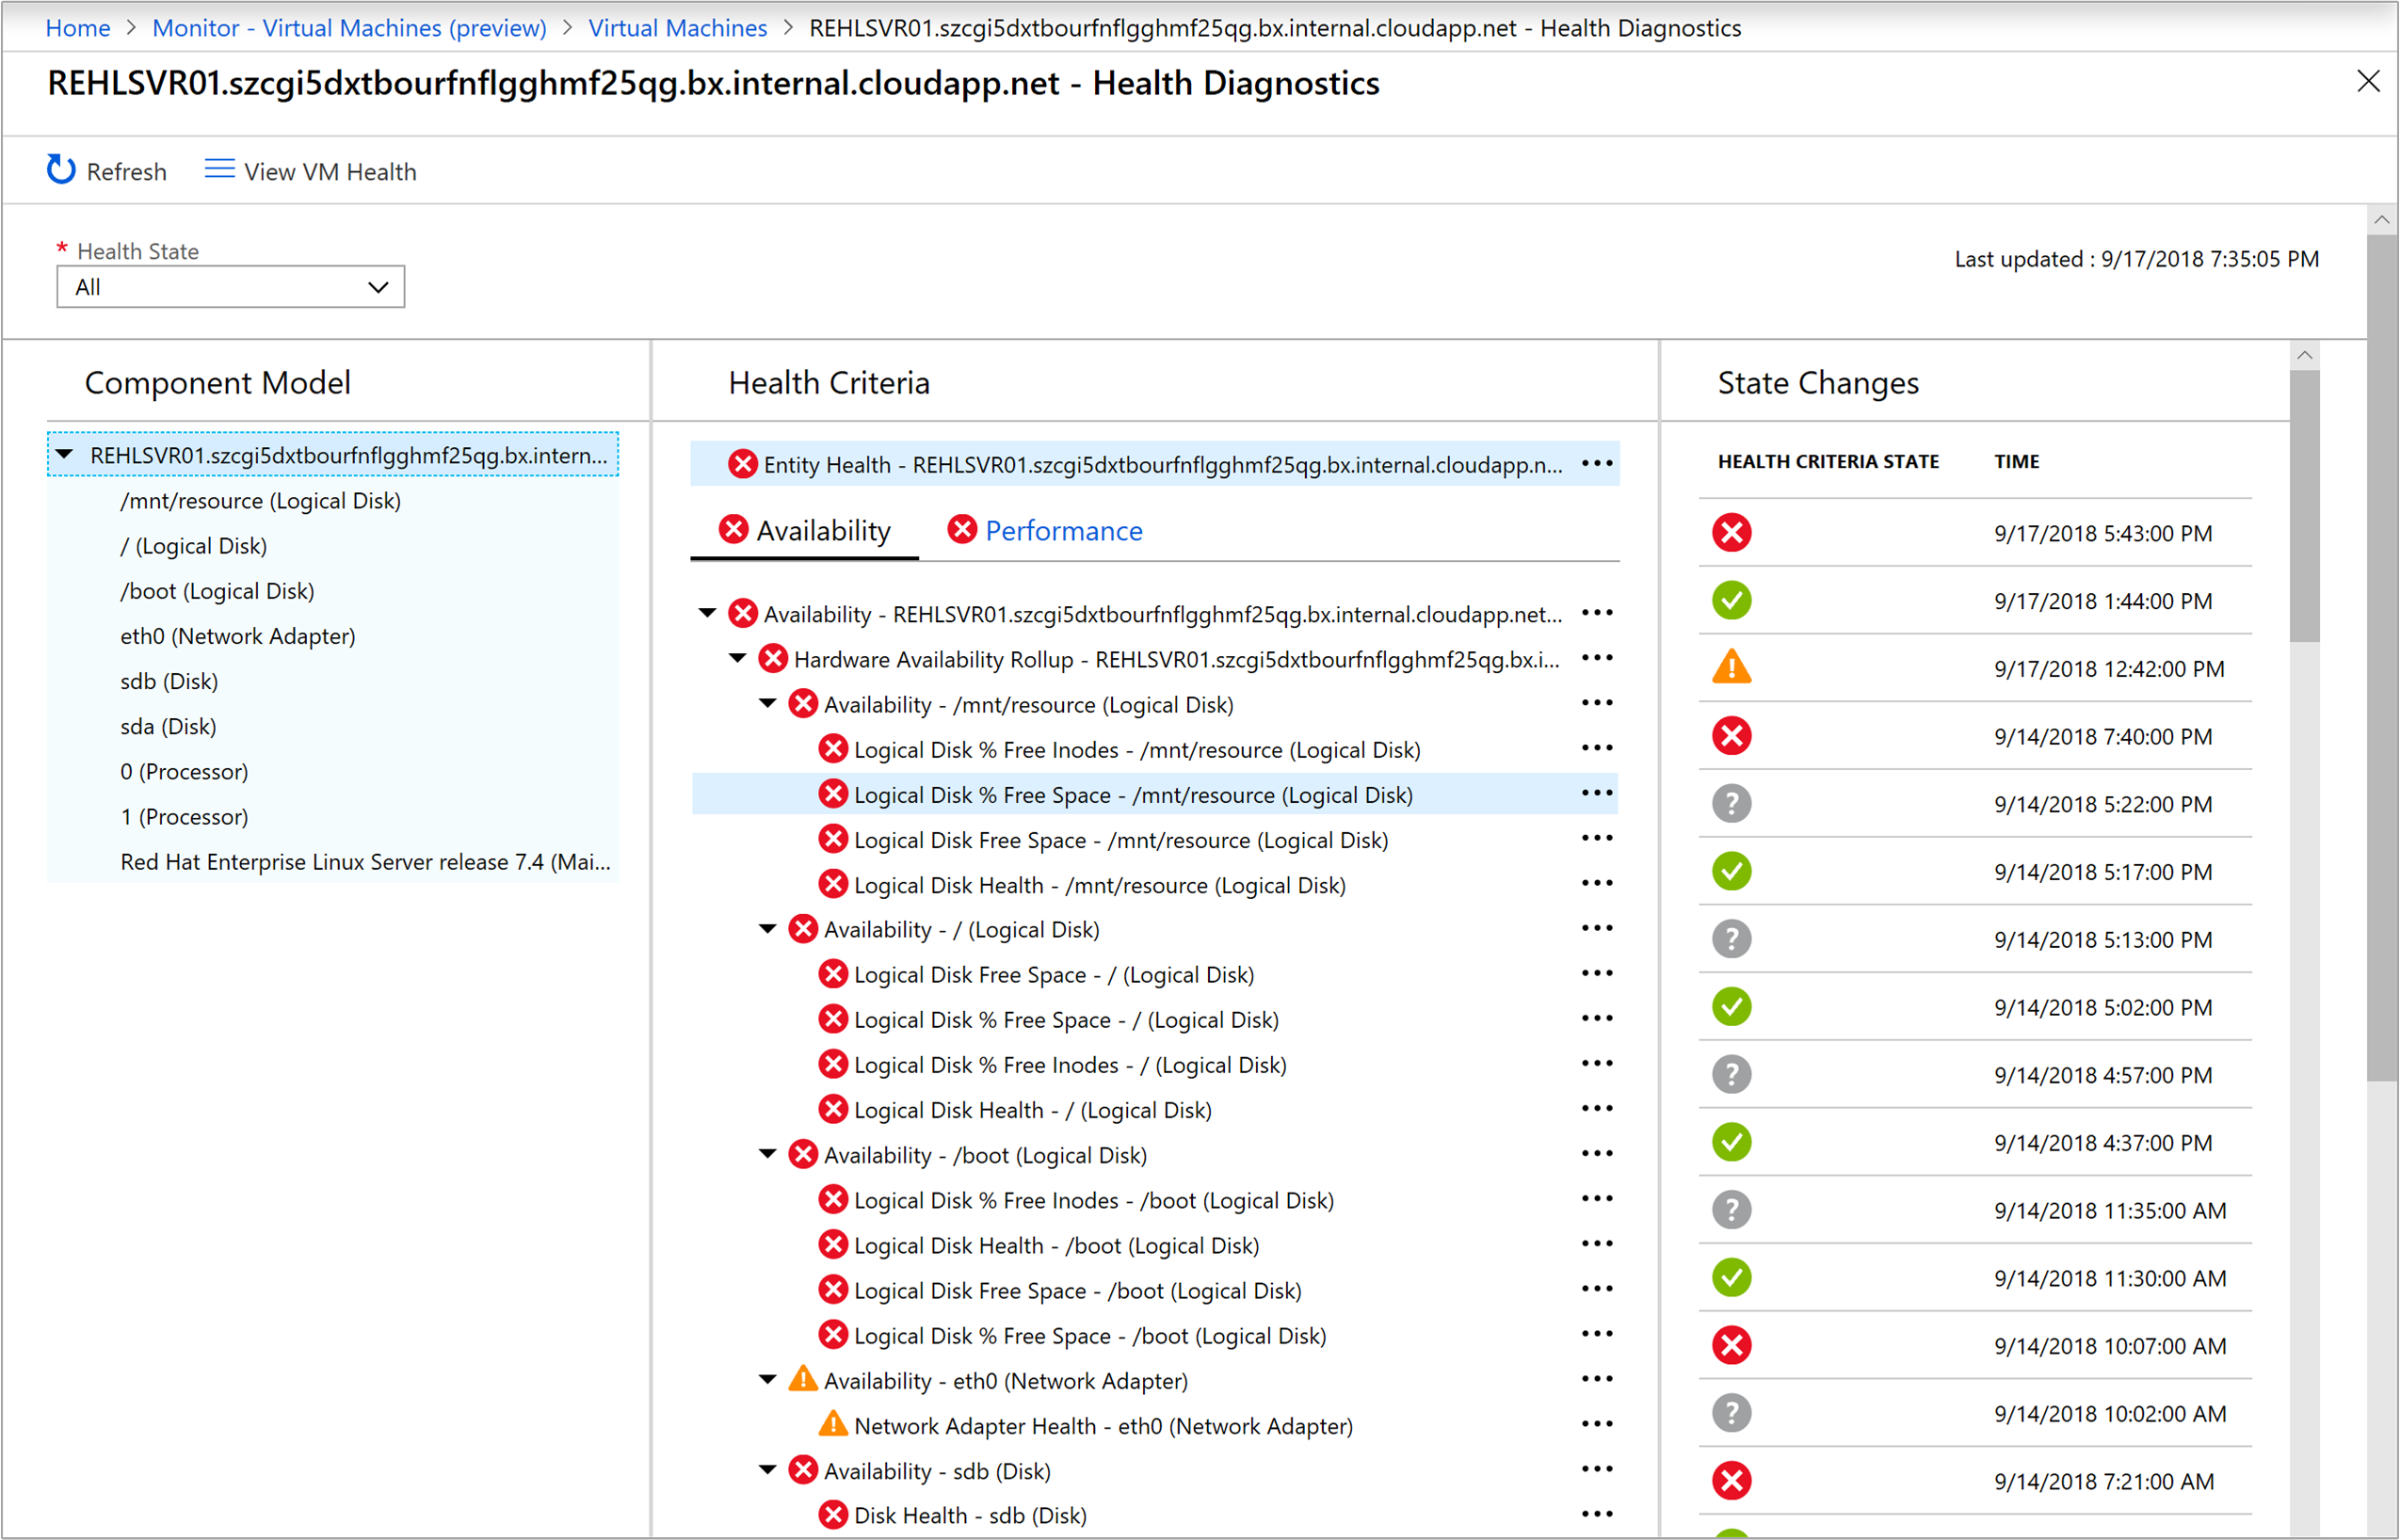 Home > Monitor - Virtual Machines (preview) > Virtual Machines > REHLSVR01.szcgi5dxtbourfnflgghmf25qg.bx.internal.cloudapp.net - Health Diagnostics
REHLSVR01.szcgi5dxtbourfnflgghmf25qg.bx.internal.cloudapp.net - Health Diagnostics
Refresh View VM Health
* Health State
All
Last updated : 9/17/2018 7:35:05 PM
Component Model
REHLSVR01.szcgi5dxtbourfnflgghmf25qg.bx.intern...
/mnt/resource (Logical Disk)
/ (Logical Disk)
/boot (Logical Disk)
eth0 (Network Adapter)
sdb (Disk)
sda (Disk)
0 (Processor)
1 (Processor)
Red Hat Enterprise Linux Server release 7.4 (Mai...
Health Criteria
Entity Health - REHLSVR01.szcgi5dxtbourfnflgghmf25qg.bx.internal.cloudapp.n...
Availability Performance
Availability - REHLSVR01.szcgi5dxtbourfnflgghmf25qg.bx.internal.cloudapp.net...
Hardware Availability Rollup - REHLSVR01.szcgi5dxtbourfnflgghmf25qg.bx.i...
Availability - /mnt/resource (Logical Disk)
Logical Disk % Free Inodes - /mnt/resource (Logical Disk)
Logical Disk % Free Space - /mnt/resource (Logical Disk)
Logical Disk Free Space - /mnt/resource (Logical Disk)
Logical Disk Health - /mnt/resource (Logical Disk)
Availability - / (Logical Disk)
Logical Disk Free Space - / (Logical Disk)
Logical Disk % Free Space - / (Logical Disk)
Logical Disk % Free Inodes - / (Logical Disk)
Logical Disk Health - / (Logical Disk)
Availability - /boot (Logical Disk)
Logical Disk % Free Inodes - /boot (Logical Disk)
Logical Disk Health - /boot (Logical Disk)
Logical Disk Free Space - /boot (Logical Disk)
Logical Disk % Free Space - /boot (Logical Disk)
Availability - eth0 (Network Adapter)
Network Adapter Health - eth0 (Network Adapter)
Availability - sdb (Disk)
Disk Health - sdb (Disk)
State Changes
HEALTH CRITERIA STATE TIME
9/17/2018 5:43:00 PM
9/17/2018 1:44:00 PM
9/17/2018 12:42:00 PM
9/14/2018 7:40:00 PM
9/14/2018 5:22:00 PM
9/14/2018 5:17:00 PM
9/14/2018 5:13:00 PM
9/14/2018 5:02:00 PM
9/14/2018 4:57:00 PM
9/14/2018 4:37:00 PM
9/14/2018 11:35:00 AM
9/14/2018 11:30:00 AM
9/14/2018 10:07:00 AM
9/14/2018 10:02:00 AM
9/14/2018 7:21:00 AM